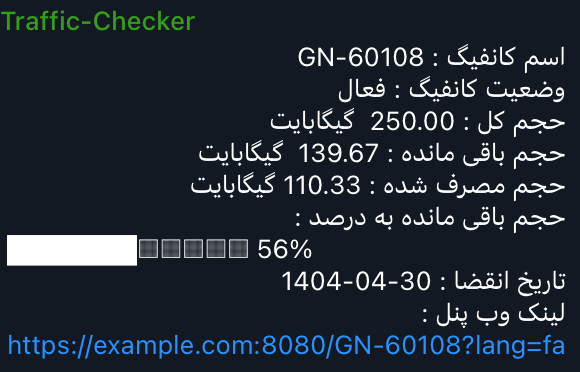 Traffic-Checker
اسم کانفیگ : GN-60108
وضعیت کانفیگ : فعال
حجم کل : 250.00 گیگابایت
حجم باقی مانده : 139.67 گیگابایت
حجم مصرف شده : 110.33 گیگابایت
حجم باقی مانده به درصد :
56%
تاریخ انقضا : 1404-04-30
لینک وب پنل :
https://example.com:8080/GN-60108?lang=fa